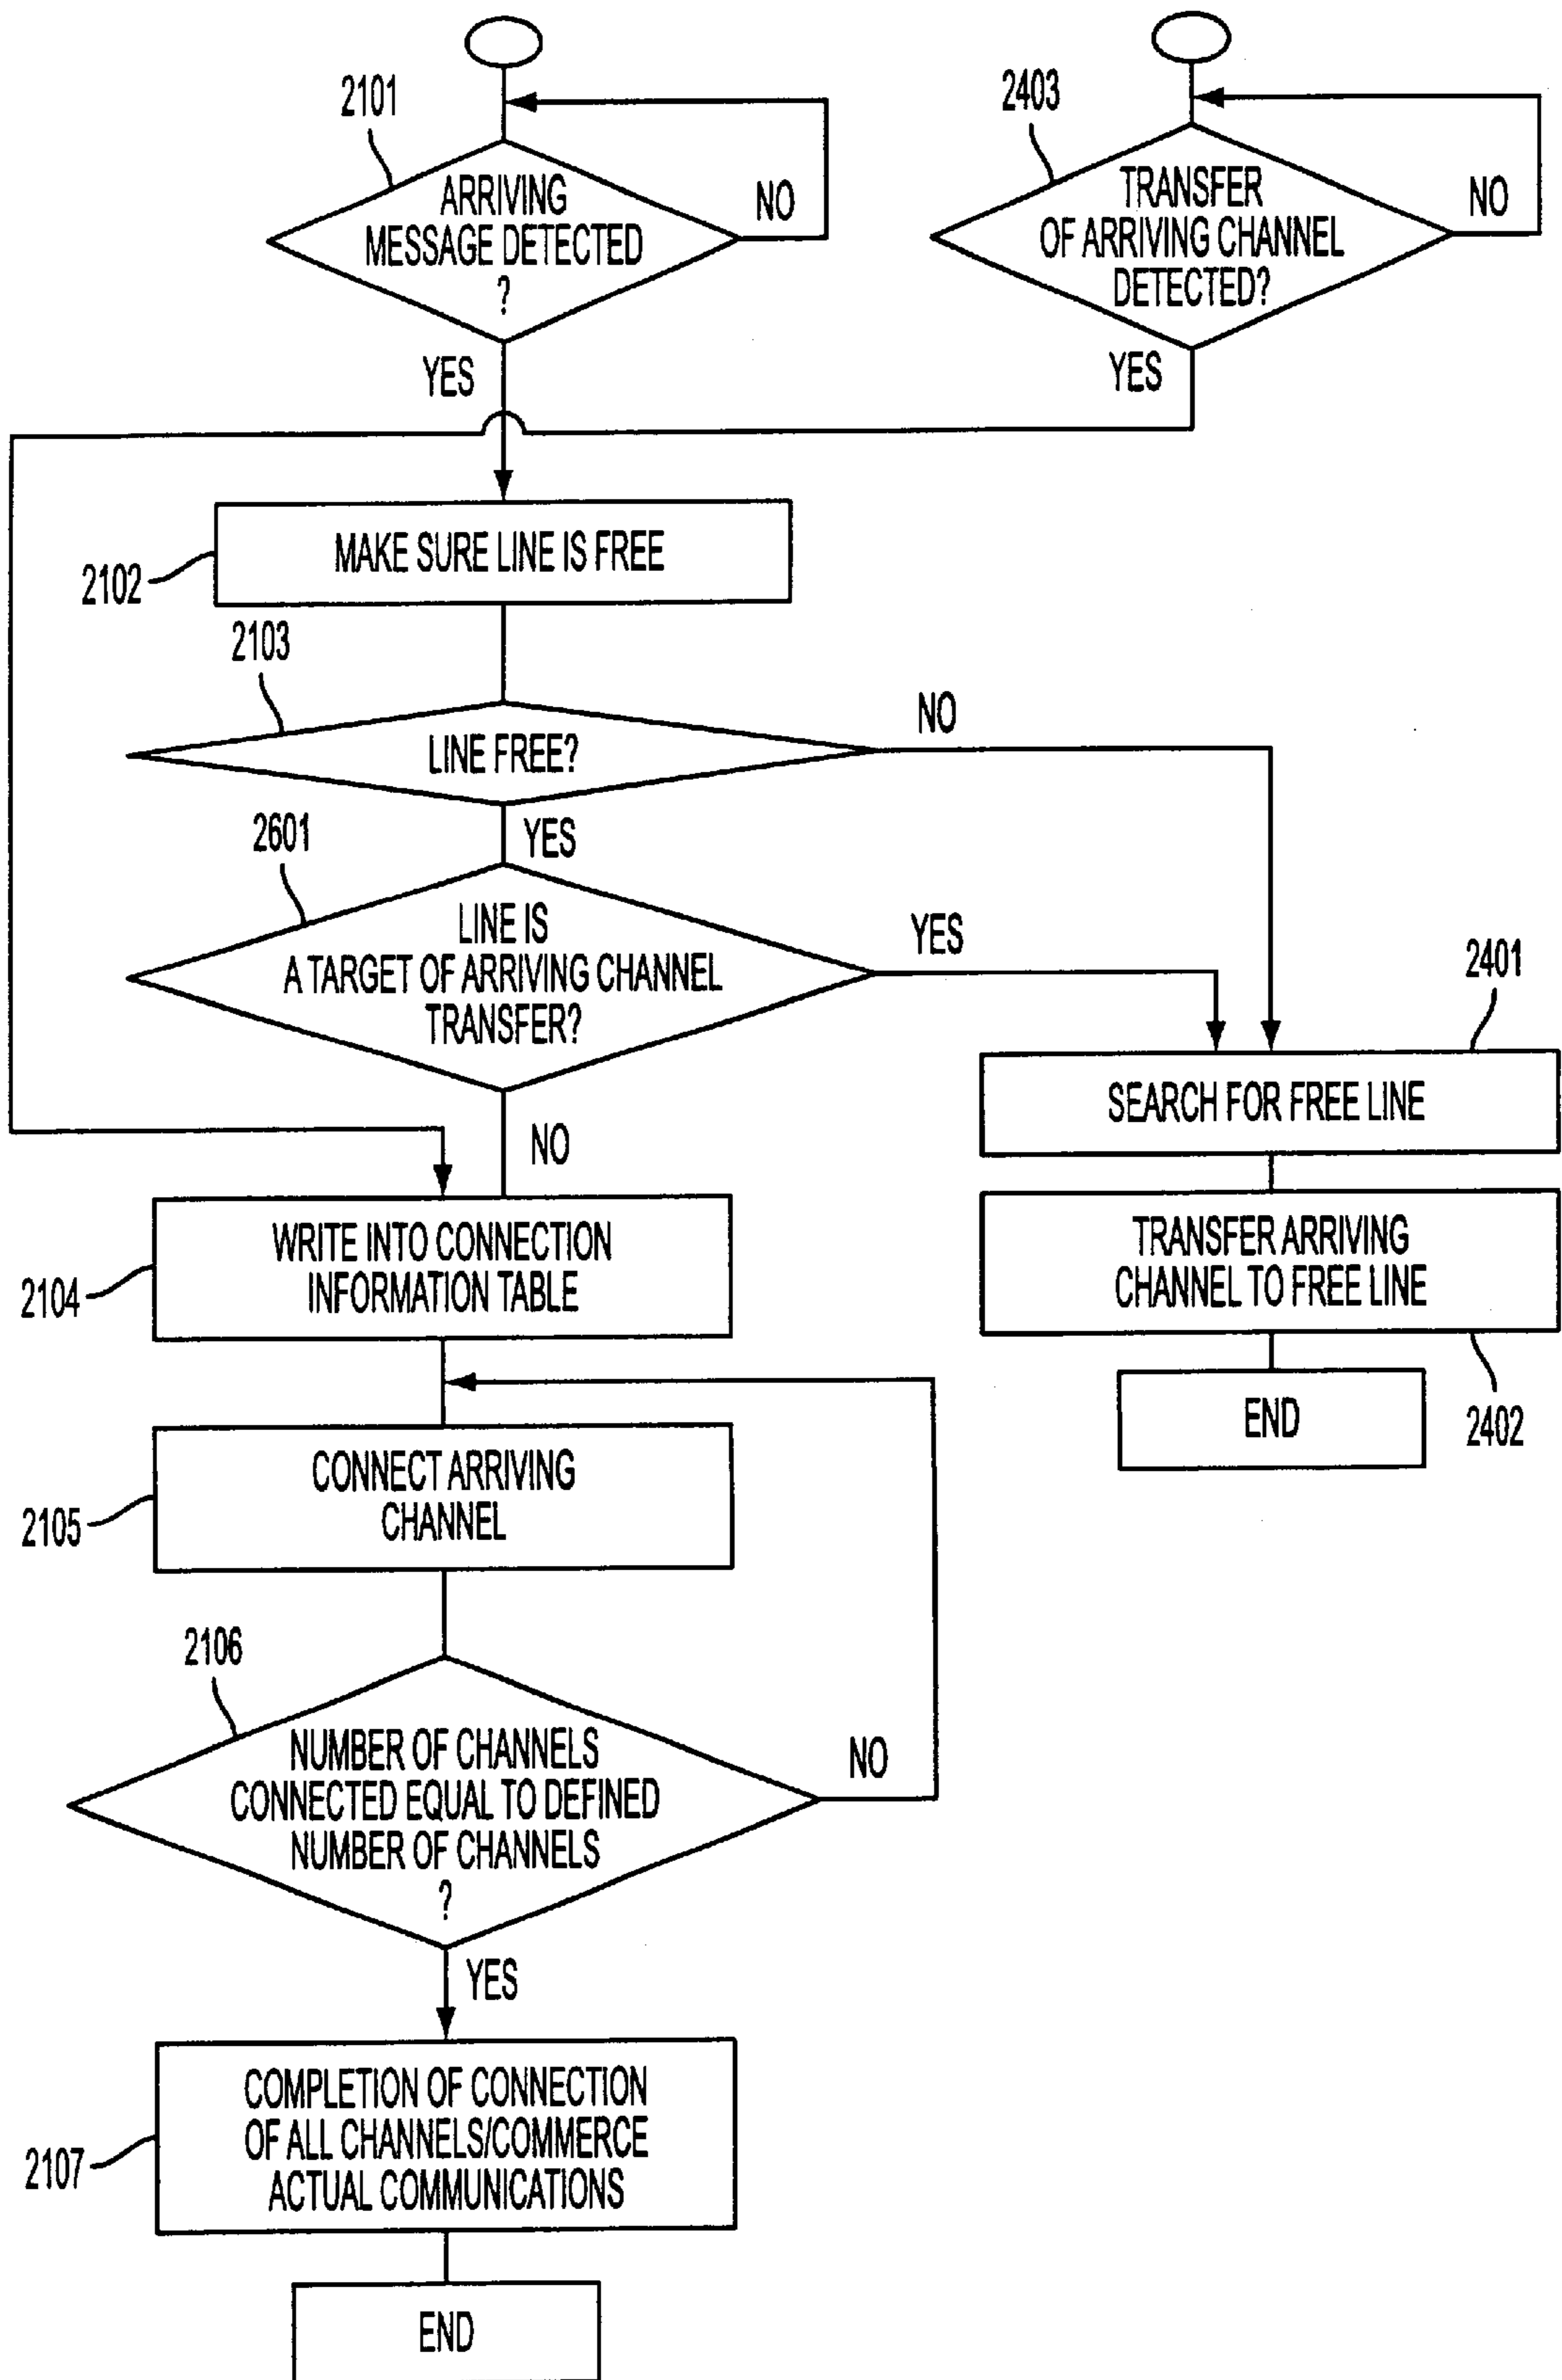 2101
ARRIVING
MESSAGE DETECTED
?
NO
YES
2403
TRANSFER
OF ARRIVING CHANNEL
DETECTED?
NO
YES
2102
MAKE SURE LINE IS FREE
2103
LINE FREE?
NO
YES
2601
LINE IS
A TARGET OF ARRIVING CHANNEL
TRANSFER?
YES
NO
2401
SEARCH FOR FREE LINE
TRANSFER ARRIVING
CHANNEL TO FREE LINE
2402
END
2104
WRITE INTO CONNECTION
INFORMATION TABLE
2105
CONNECT ARRIVING
CHANNEL
2106
NUMBER OF CHANNELS
CONNECTED EQUAL TO DEFINED
NUMBER OF CHANNELS
?
NO
YES
2107
COMPLETION OF CONNECTION
OF ALL CHANNELS/COMMERCE
ACTUAL COMMUNICATIONS
END